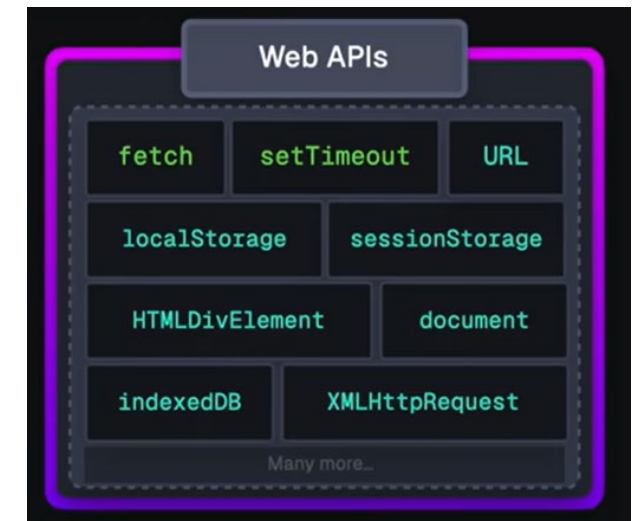 Web APIs
fetch setTimeout URL
localStorage sessionStorage
HTMLDivElement document
indexedDB XMLHttpRequest
Many more…